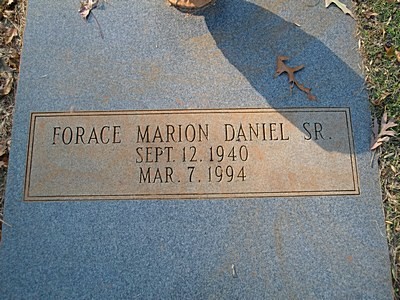 FORACE MARION DANIEL SR.
SEPT. 12. 1940
MAR. 7. 1994